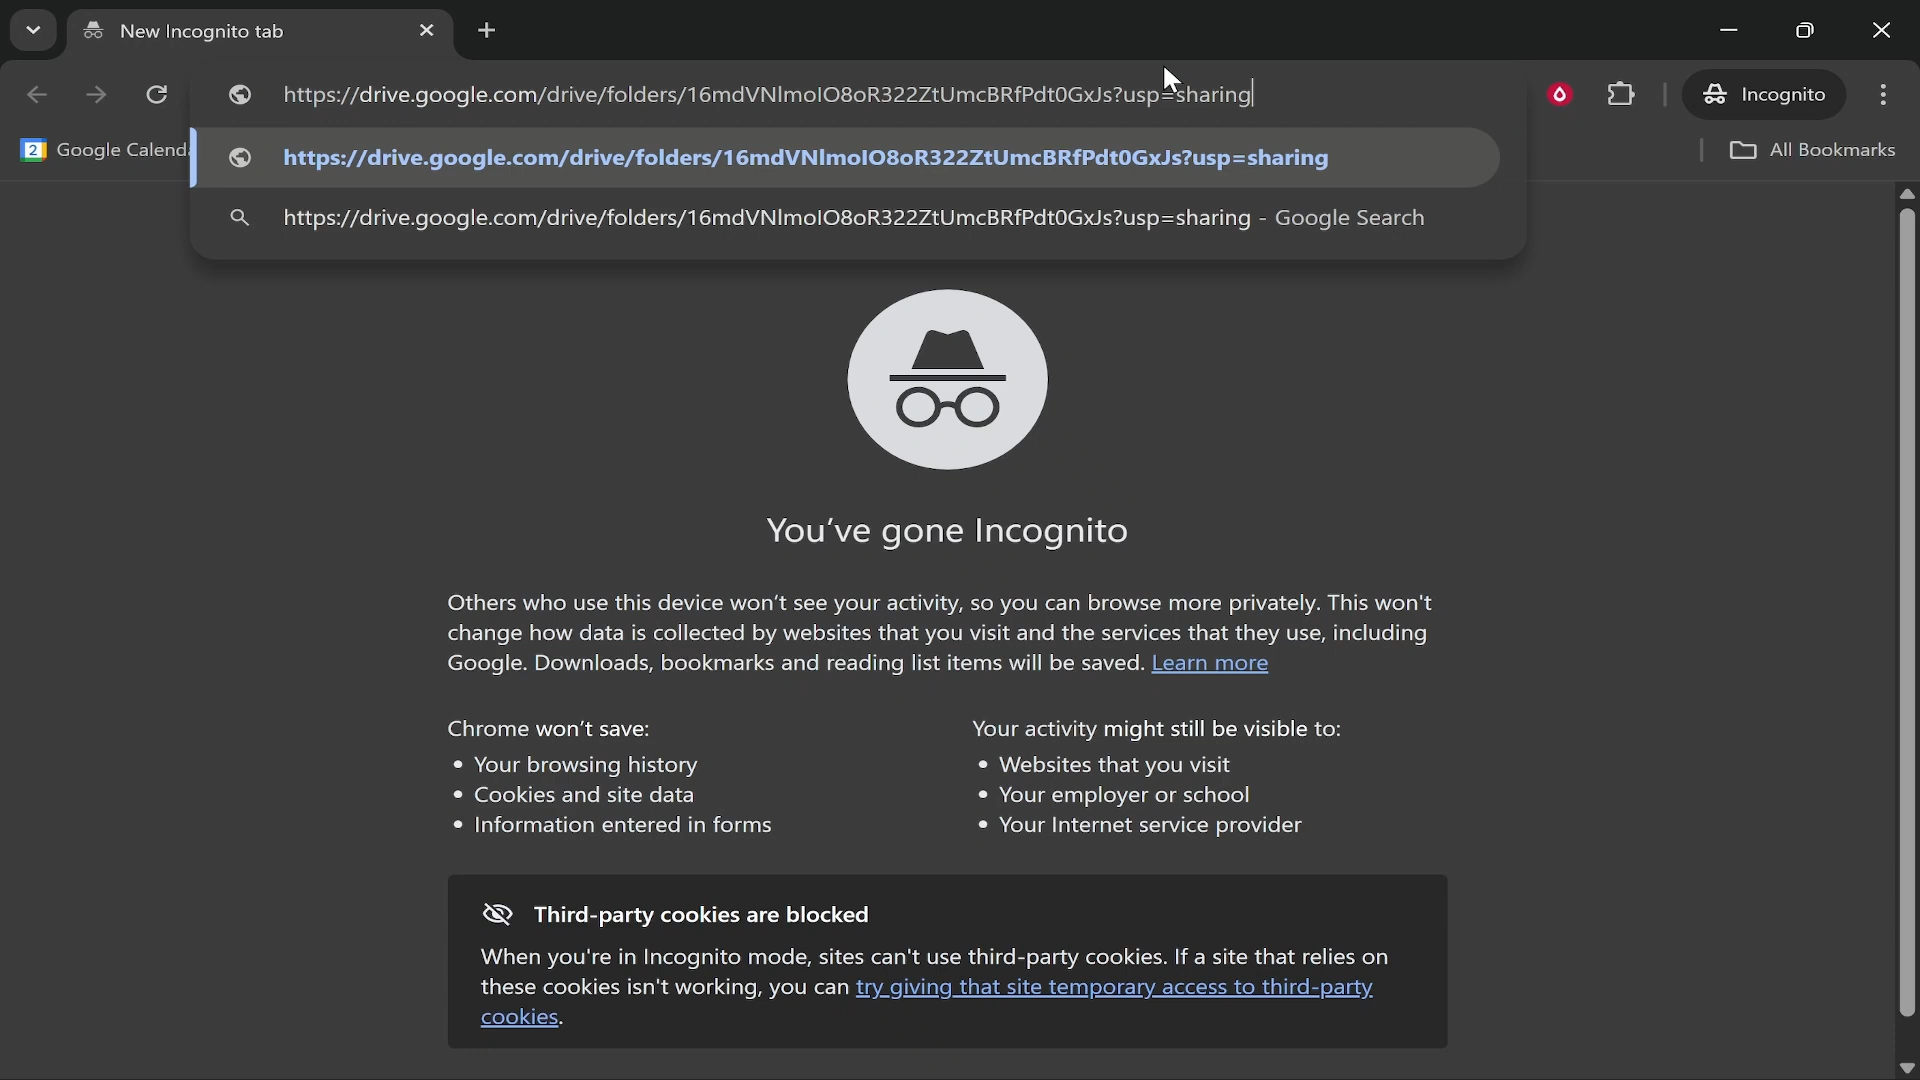 New Incognito tab
https://drive.google.com/drive/folders/16mdVNlmolO8oR322ZtUmcBRfPdt0GxJs?usp=sharing
Incognito
https://drive.google.com/drive/folders/16mdVNlmolO8oR322ZtUmcBRfPdt0GxJs?usp=sharing
2 Google Calenda
All Bookmarks
https://drive.google.com/drive/folders/16mdVNlmolO8oR322ZtUmcBRfPdt0GxJs?usp=sharing - Google Search
You've gone Incognito
Others who use this device won't see your activity, so you can browse more privately. This won't
change how data is collected by websites that you visit and the services that they use, including
Google. Downloads, bookmarks and reading list items will be saved. Learn more
Chrome won't save:
• Your browsing history
• Cookies and site data
• Information entered in forms
Your activity might still be visible to:
• Websites that you visit
• Your employer or school
• Your Internet service provider
Third-party cookies are blocked
When you're in Incognito mode, sites can't use third-party cookies. If a site that relies on
these cookies isn't working, you can try giving that site temporary access to third-party
cookies.